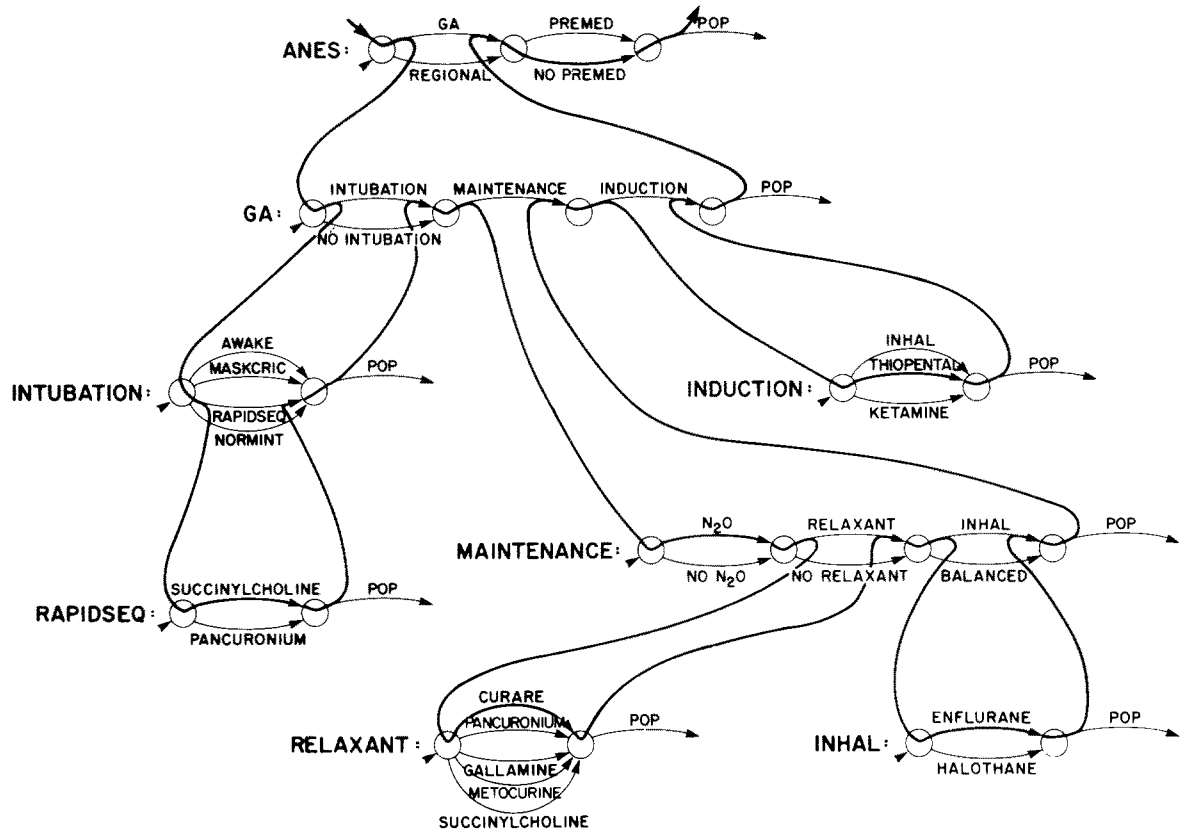 GA
PREMED
POP
ANES:
REGIONAL
NO PREMED
INTUBATION
MAINTENANCE
INDUCTION
POP
GA:
NO INTUBATION
AWAKE
MASKCRIC
POP
INTUBATION:
RAPIDSEQ
NORMINT
INHAL
THIOPENTAL
POP
INDUCTION:
KETAMINE
N₂O
RELAXANT
INHAL
POP
MAINTENANCE:
NO N₂O
NO RELAXANT
BALANCED
SUCCINYLCHOLINE
POP
RAPIDSEQ:
PANCURONIUM
CURARE
PANCURONIUM
POP
RELAXANT:
GALLAMINE
METOCURINE
SUCCINYLCHOLINE
ENFLURANE
POP
INHAL:
HALOTHANE